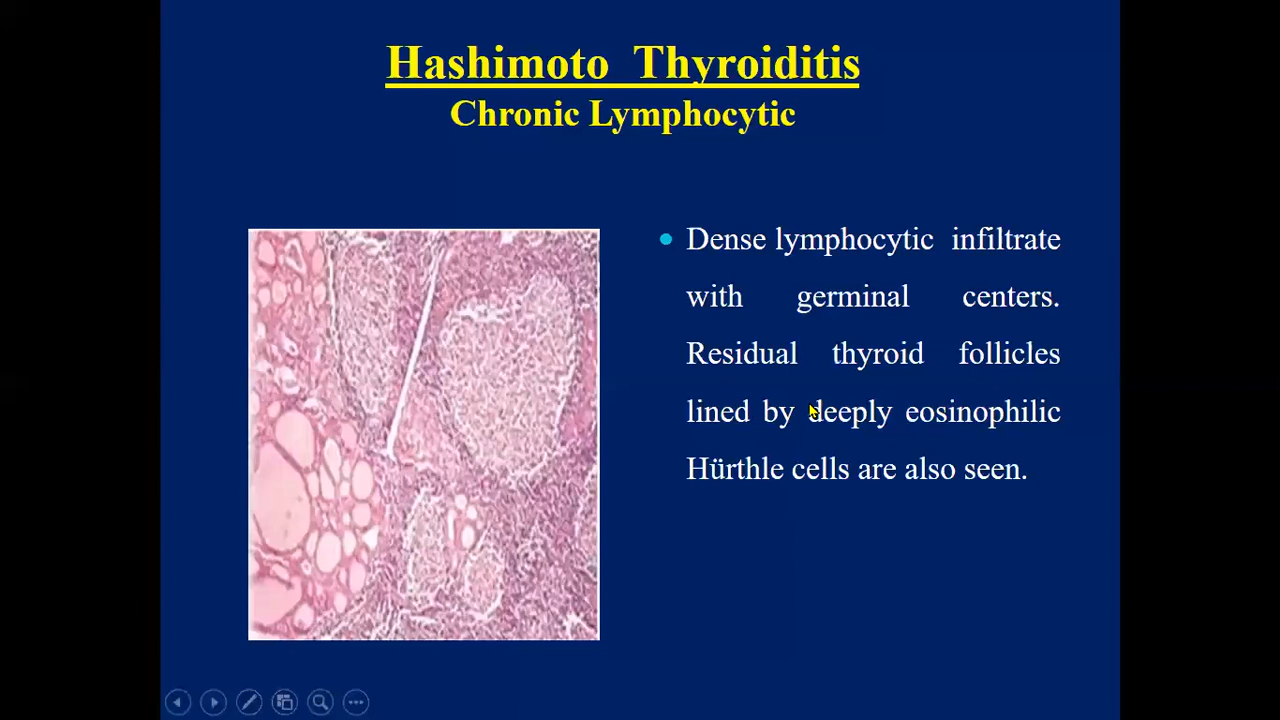 Hashimoto Thyroiditis
Chronic Lymphocytic
Dense lymphocytic infiltrate
with germinal centers.
Residual thyroid follicles
lined by deeply eosinophilic
Hürthle cells are also seen.